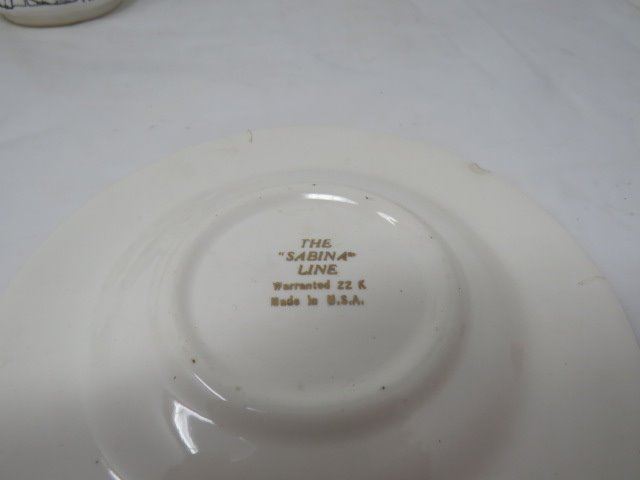 THE
"SABINA"
LINE
Warranted 22 K
Made in U.S.A.